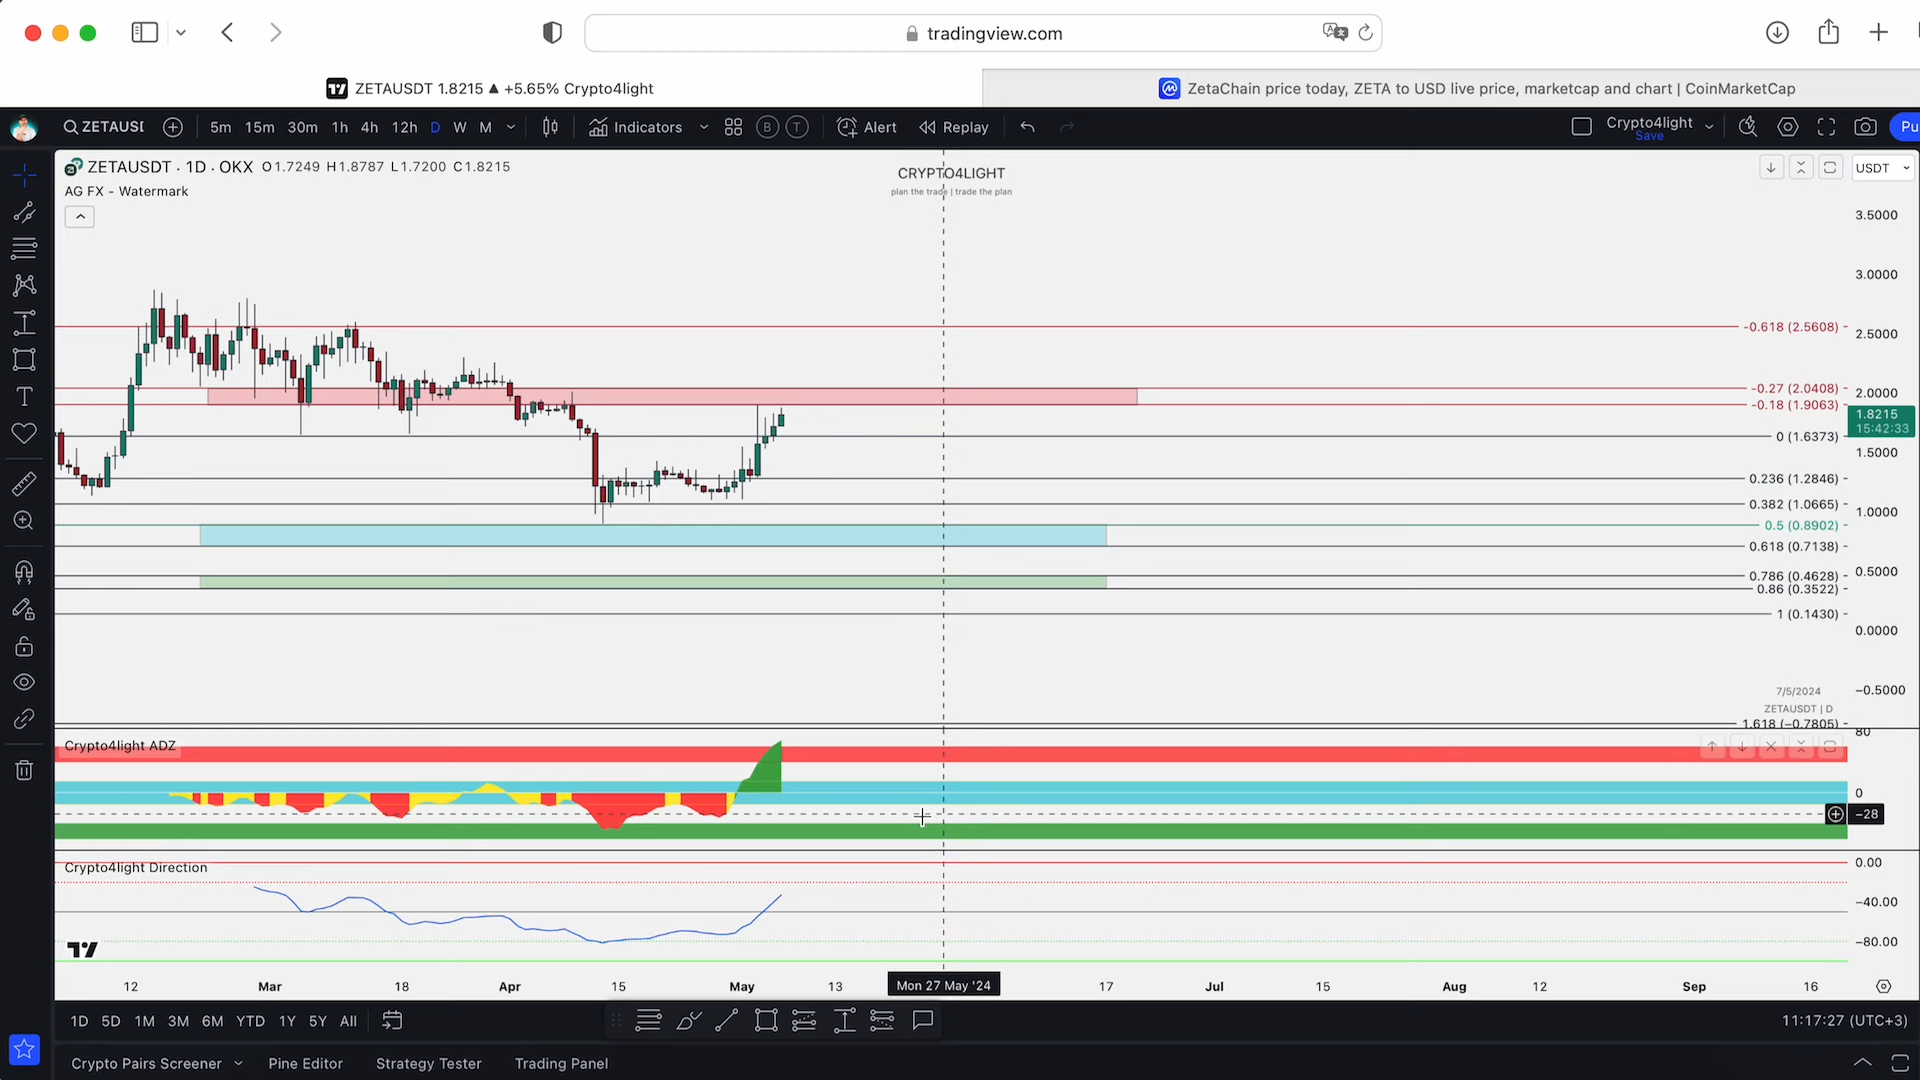 tradingview.com
ZETAUSDT 1.8215 ▲ +5.65% Crypto4light
ZetaChain price today, ZETA to USD live price, marketcap and chart | CoinMarketCap
ZETAUSI 5m 15m 30m 1h 4h 12h D W M Indicators B T Alert Replay Crypto4light Pu
Save
ZETAUSDT · 1D · OKX O1.7249 H1.8787 L1.7200 C1.8215
CRYPTO4LIGHT
USDT
AG FX - Watermark
plan the trade | trade the plan
3.5000
3.0000
-0.618 (2.5608)
2.5000
-0.27 (2.0408)
2.0000
-0.18 (1.9063)
1.8215
15:42:33
0 (1.6373)
1.5000
0.236 (1.2846)
0.382 (1.0665)
1.0000
0.5 (0.8902)
0.618 (0.7138)
0.786 (0.4628)
0.5000
0.86 (0.3522)
1 (0.1430)
0.0000
7/5/2024
−0.5000
ZETAUSDT | D
1.618 (−0.7805)
80
Crypto4light ADZ
0
−28
Crypto4light Direction
0.00
−40.00
−80.00
12 Mar 18 Apr 15 May 13 Mon 27 May '24 17 Jul 15 Aug 12 Sep 16
1D 5D 1M 3M 6M YTD 1Y 5Y All 11:17:27 (UTC+3)
Crypto Pairs Screener Pine Editor Strategy Tester Trading Panel